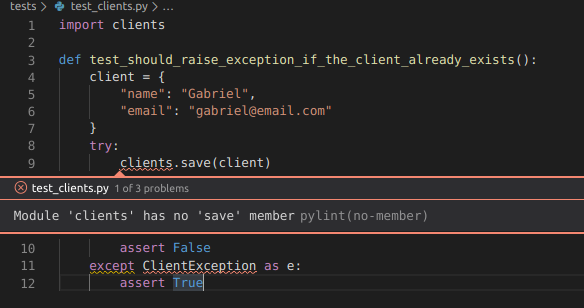 tests > test_clients.py > ...
1 import clients
2
3 def test_should_raise_exception_if_the_client_already_exists():
4 client = {
5 "name": "Gabriel",
6 "email": "gabriel@email.com"
7 }
8 try:
9 clients.save(client)
test_clients.py 1 of 3 problems
Module 'clients' has no 'save' member pylint(no-member)
10 assert False
11 except ClientException as e:
12 assert True